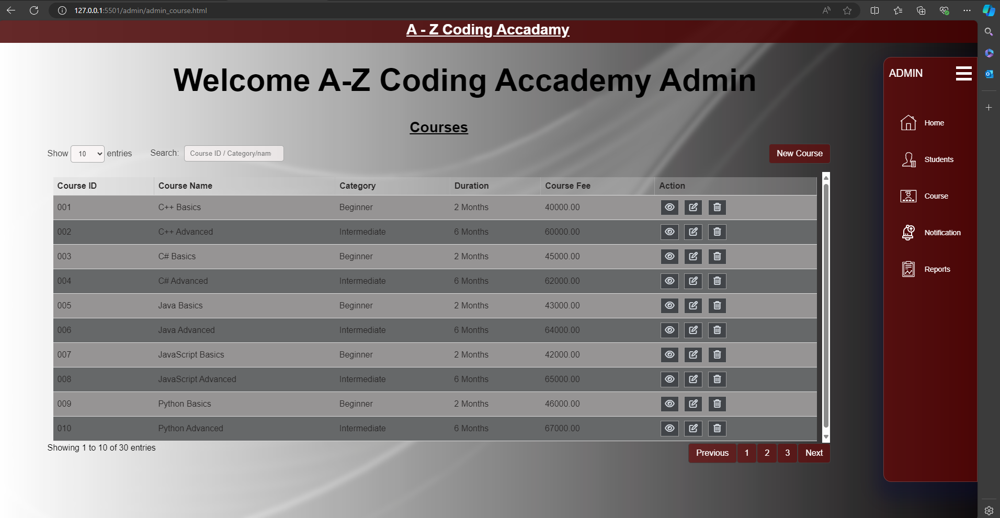 127.0.0.1:5501/admin/admin_course.html
A - Z Coding Accadamy
Welcome A-Z Coding Accademy Admin
ADMIN
Home
Students
Course
Notification
Reports
Courses
Show 10 entries Search: Course ID / Category/nam New Course
Course ID Course Name Category Duration Course Fee Action
001 C++ Basics Beginner 2 Months 40000.00
002 C++ Advanced Intermediate 6 Months 60000.00
003 C# Basics Beginner 2 Months 45000.00
004 C# Advanced Intermediate 6 Months 62000.00
005 Java Basics Beginner 2 Months 43000.00
006 Java Advanced Intermediate 6 Months 64000.00
007 JavaScript Basics Beginner 2 Months 42000.00
008 JavaScript Advanced Intermediate 6 Months 65000.00
009 Python Basics Beginner 2 Months 46000.00
010 Python Advanced Intermediate 6 Months 67000.00
Showing 1 to 10 of 30 entries
Previous 1 2 3 Next